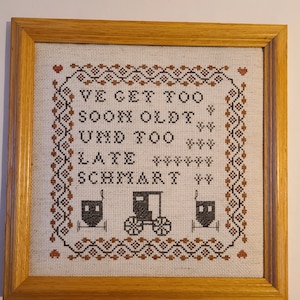 VE GET TOO
SOON OLDT
UND TOO
LATE
SCHMART